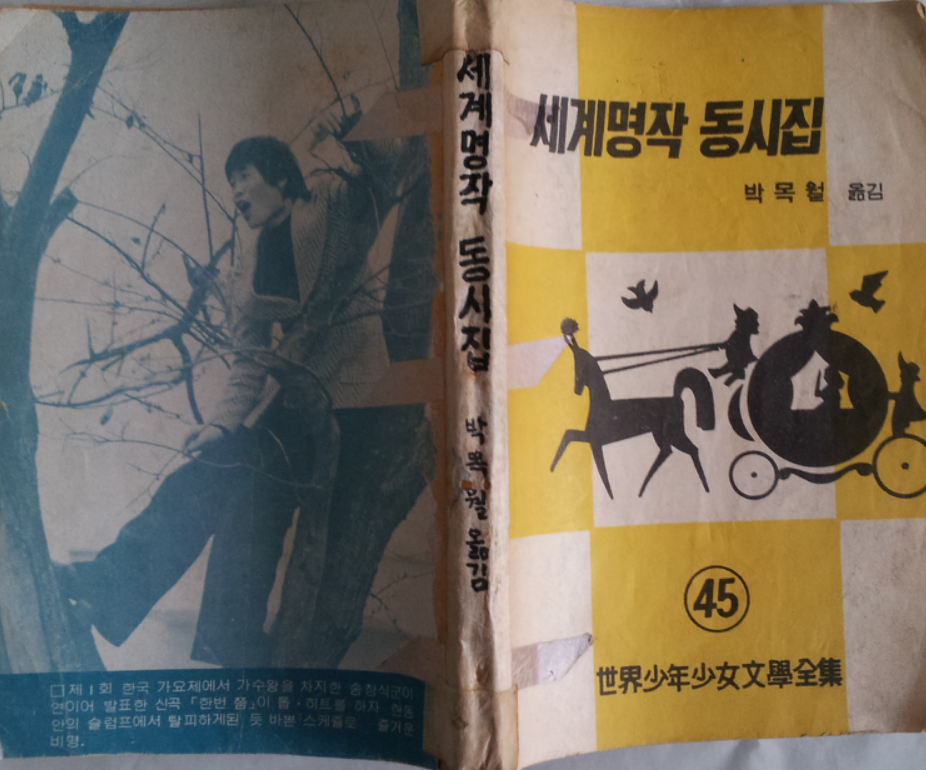 세계명작 동시집
박목월 옮김
45
世界少年少女文學全集
세계명작 동시집 박목월 옮김
□제1회 한국 가요제에서 가수왕을 차지한 송창식군이
연이어 발표한 신곡 「한번 쯤」이 톱·히트를 하자 한동
안의 슬럼프에서 탈피하게된 듯 바쁜 스케쥴로 즐거운
비명.